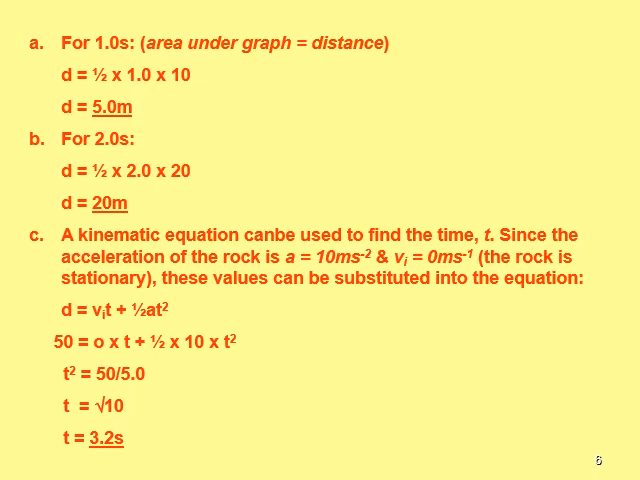 a. For 1.0s: (area under graph = distance)
d = ½ x 1.0 x 10
d = 5.0m
b. For 2.0s:
d = ½ x 2.0 x 20
d = 20m
c. A kinematic equation canbe used to find the time, t. Since the
acceleration of the rock is a = 10ms⁻² & vᵢ = 0ms⁻¹ (the rock is
stationary), these values can be substituted into the equation:
d = vᵢt + ½at²
50 = o x t + ½ x 10 x t²
t² = 50/5.0
t = √10
t = 3.2s
6